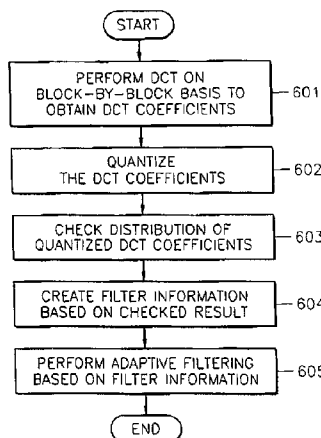 START
PERFORM DCT ON
BLOCK-BY-BLOCK BASIS TO
OBTAIN DCT COEFFICIENTS
601
QUANTIZE
THE DCT COEFFICIENTS
602
CHECK DISTRIBUTION OF
QUANTIZED DCT COEFFICIENTS
603
CREATE FILTER INFORMATION
BASED ON CHECKED RESULT
604
PERFORM ADAPTIVE FILTERING
BASED ON FILTER INFORMATION
605
END